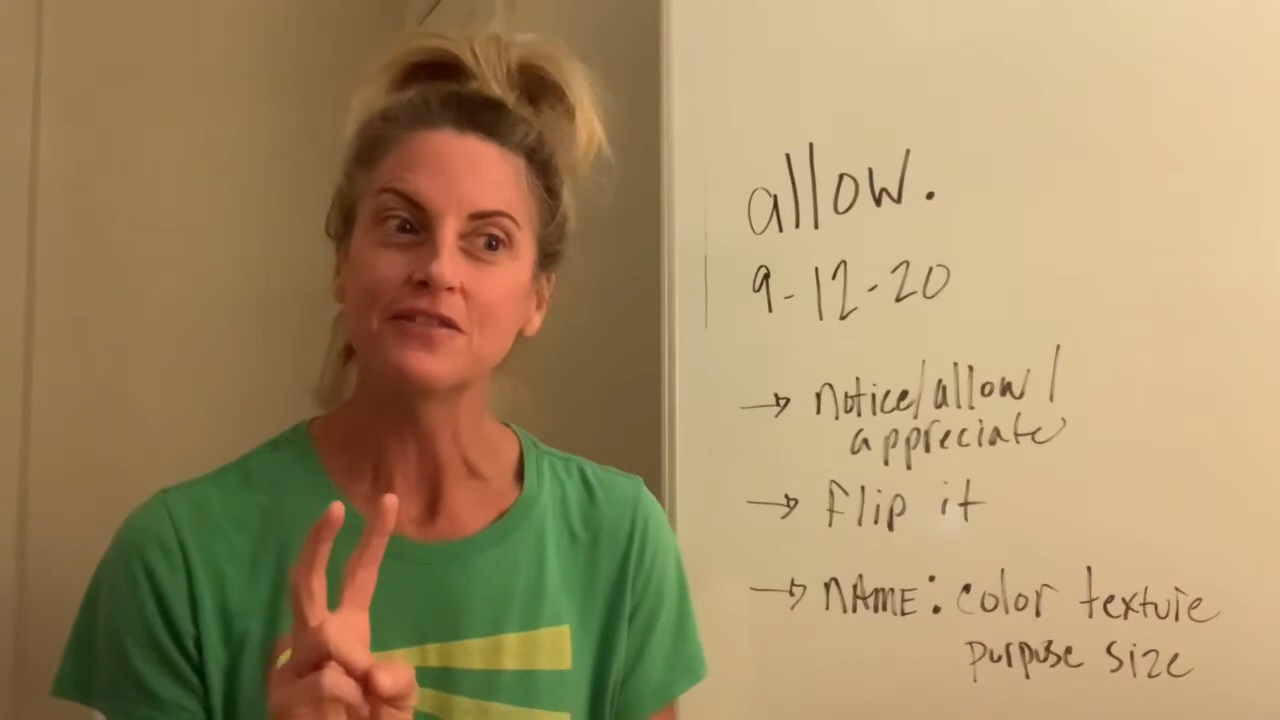 allow.
9-12-20
→ notice/allow/
appreciate
→ flip it
→ NAME: color texture
purpose size